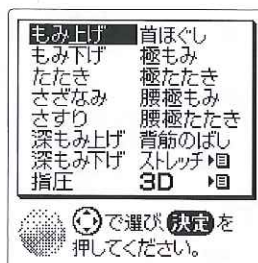 もみ上げ 首ほぐし
もみ下げ 極もみ
たたき 極たたき
さざなみ 腰極もみ
さすり 腰極たたき
深もみ上げ 背筋のばし
深もみ下げ ストレッチ
指圧 3D
で選び、決定を
押してください。